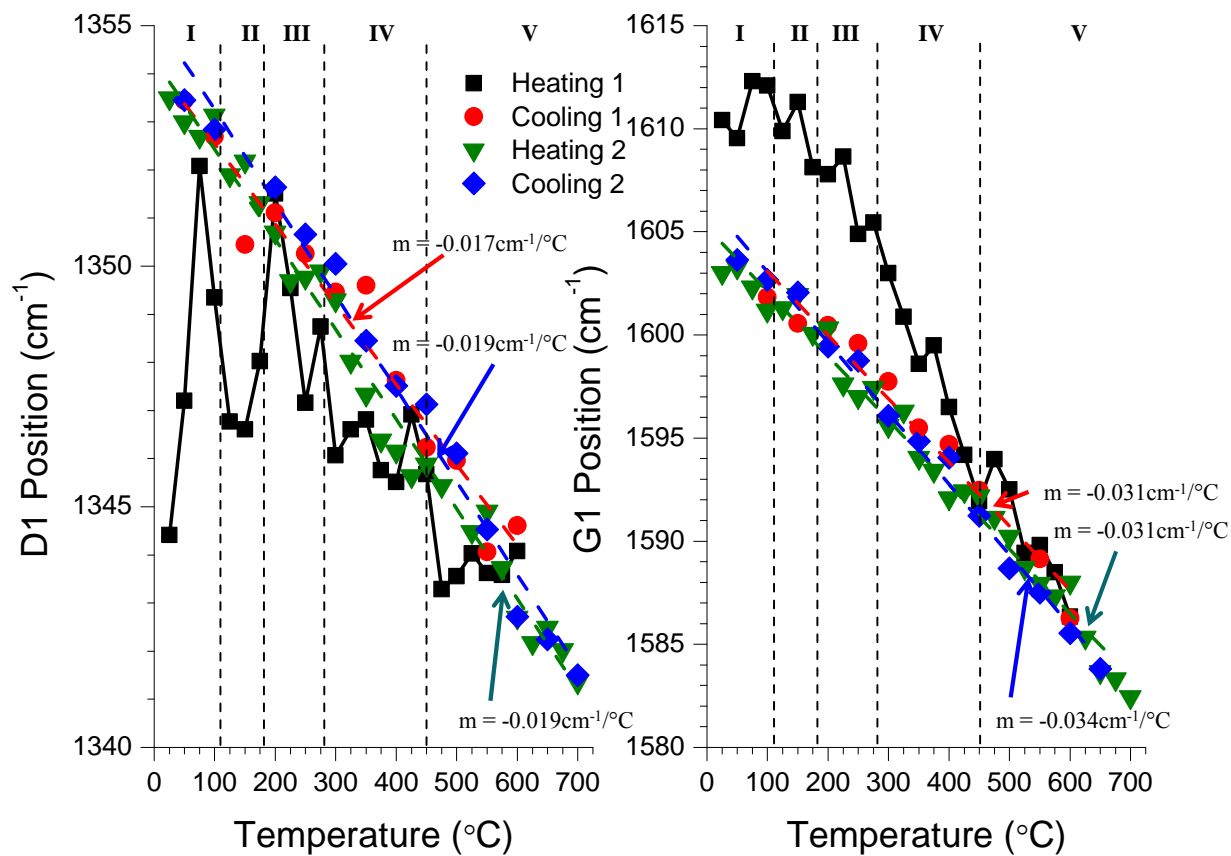 I II III IV V
1355
1350
1345
1340
D1 Position (cm⁻¹)
Heating 1
Cooling 1
Heating 2
Cooling 2
m = -0.017cm⁻¹/°C
m = -0.019cm⁻¹/°C
m = -0.019cm⁻¹/°C
0 100 200 300 400 500 600 700
Temperature (°C)
I II III IV V
1615
1610
1605
1600
1595
1590
1585
1580
G1 Position (cm⁻¹)
m = -0.031cm⁻¹/°C
m = -0.031cm⁻¹/°C
m = -0.034cm⁻¹/°C
0 100 200 300 400 500 600 700
Temperature (°C)